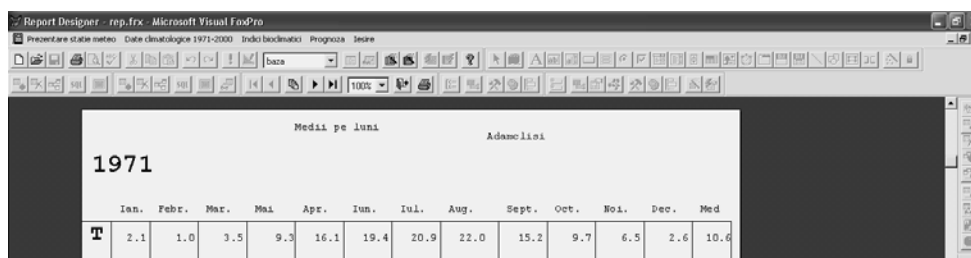 Report Designer - rep.frx - Microsoft Visual FoxPro
Prezentare statie meteo Date climatologice 1971-2000 Indici bioclimatici Prognoza Iesire
baza
SQL SQL 100%
Medii pe luni Adamclisi
1971
Ian. Febr. Mar. Mai Apr. Iun. Iul. Aug. Sept. Oct. Noi. Dec. Med
T 2.1 1.0 3.5 9.3 16.1 19.4 20.9 22.0 15.2 9.7 6.5 2.6 10.6